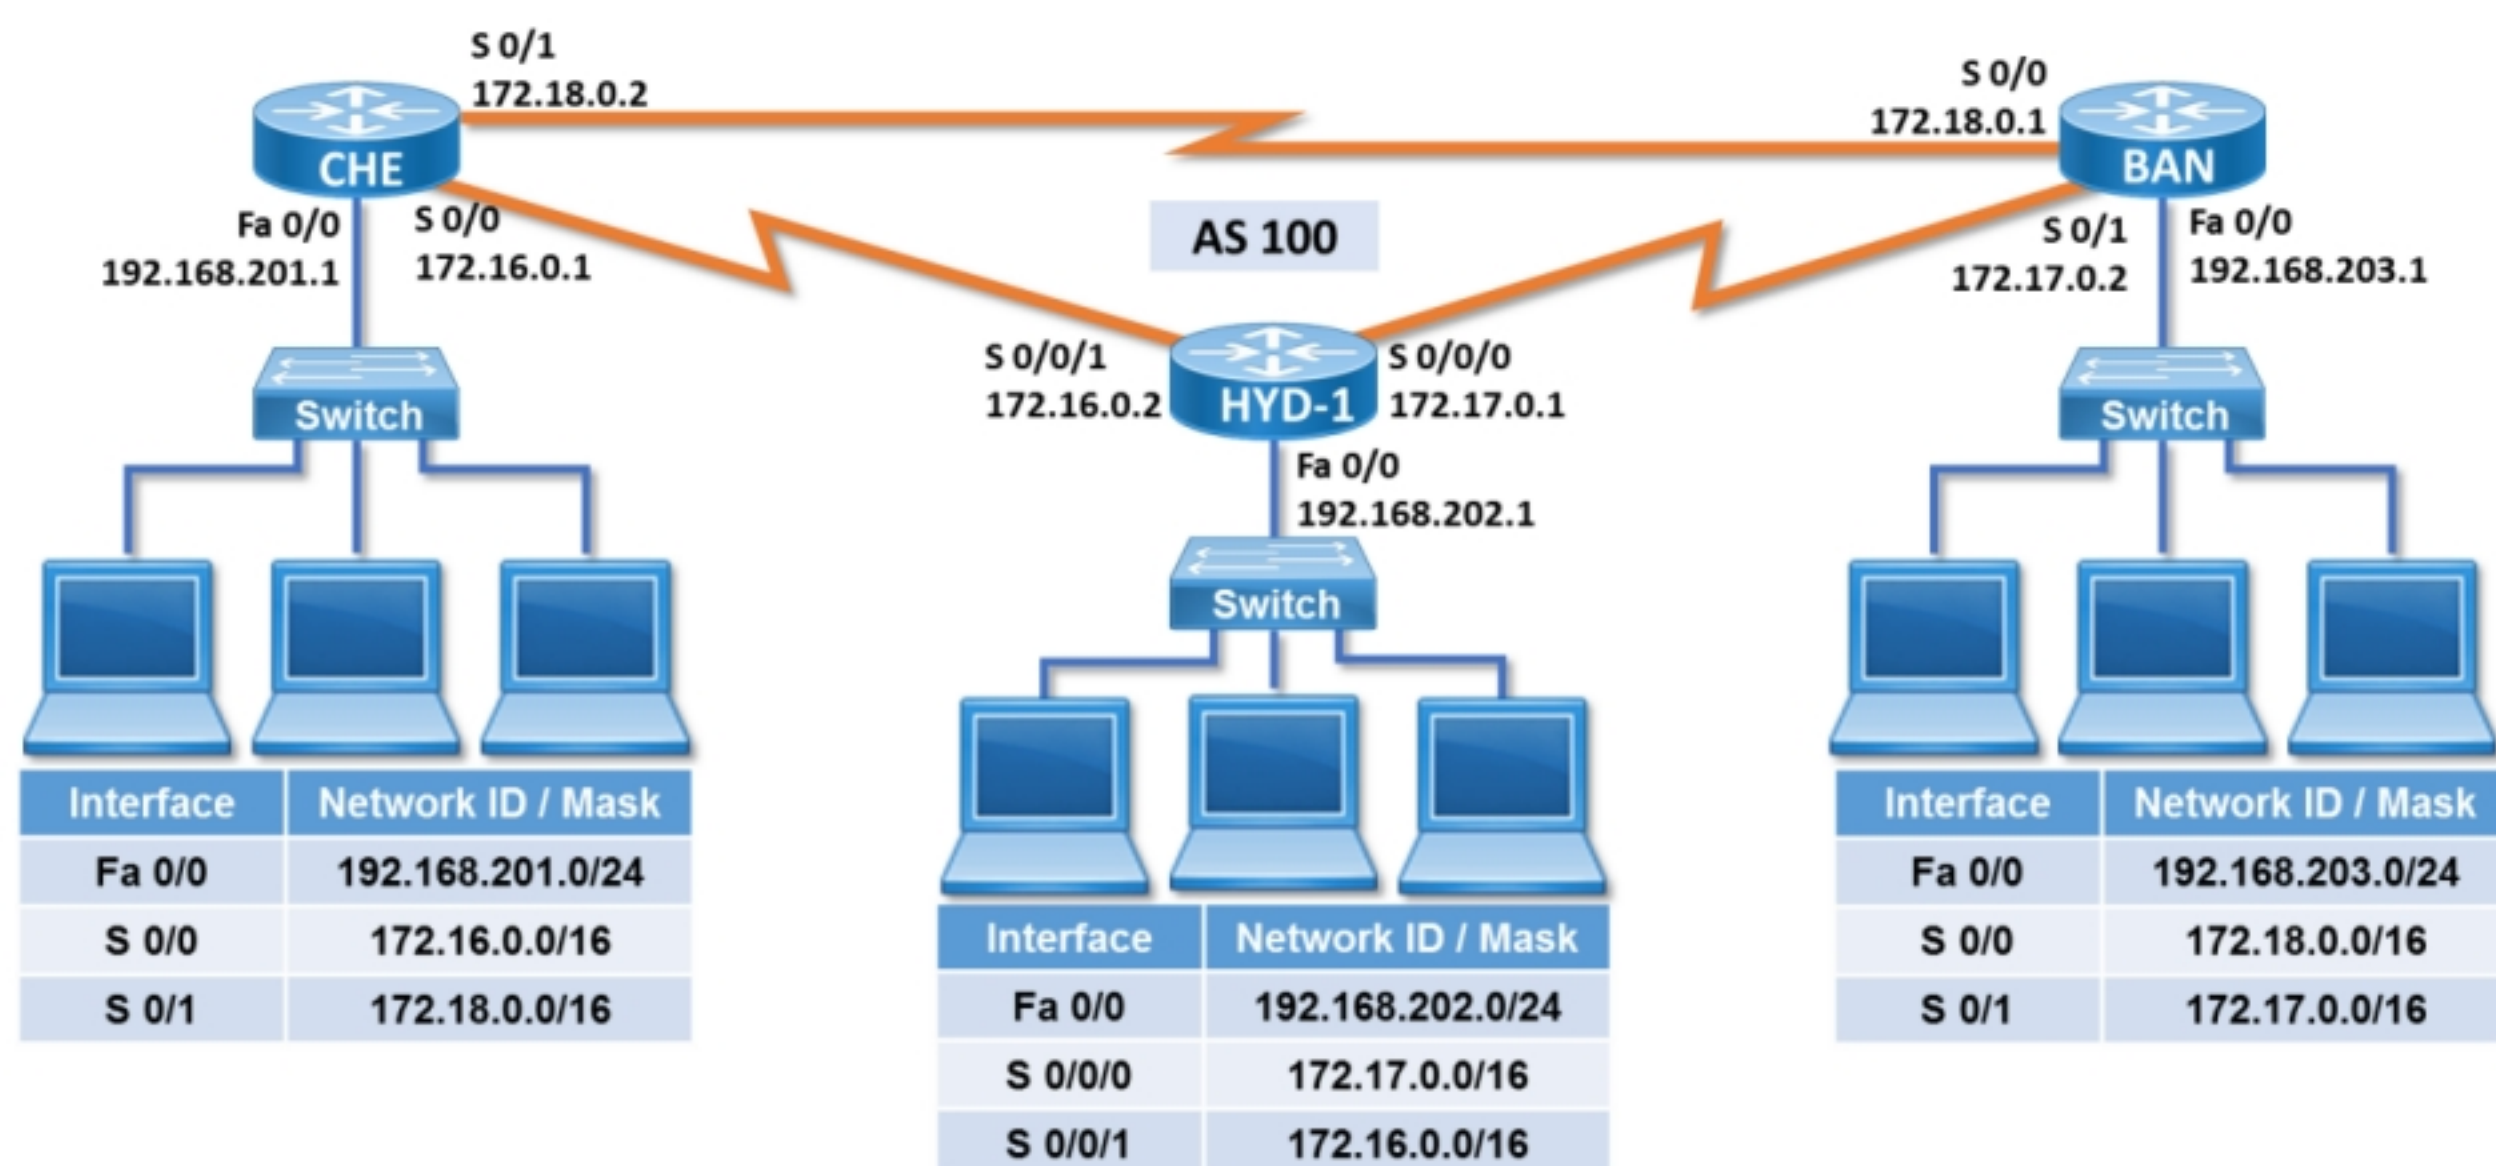 S 0/1
172.18.0.2
S 0/0
172.18.0.1
CHE
BAN
Fa 0/0
192.168.201.1
S 0/0
172.16.0.1
AS 100
S 0/1
172.17.0.2
Fa 0/0
192.168.203.1
S 0/0/1
172.16.0.2
HYD-1
S 0/0/0
172.17.0.1
Switch
Switch
Fa 0/0
192.168.202.1
Switch
Interface Network ID / Mask
Fa 0/0 192.168.201.0/24
S 0/0 172.16.0.0/16
S 0/1 172.18.0.0/16
Interface Network ID / Mask
Fa 0/0 192.168.202.0/24
S 0/0/0 172.17.0.0/16
S 0/0/1 172.16.0.0/16
Interface Network ID / Mask
Fa 0/0 192.168.203.0/24
S 0/0 172.18.0.0/16
S 0/1 172.17.0.0/16